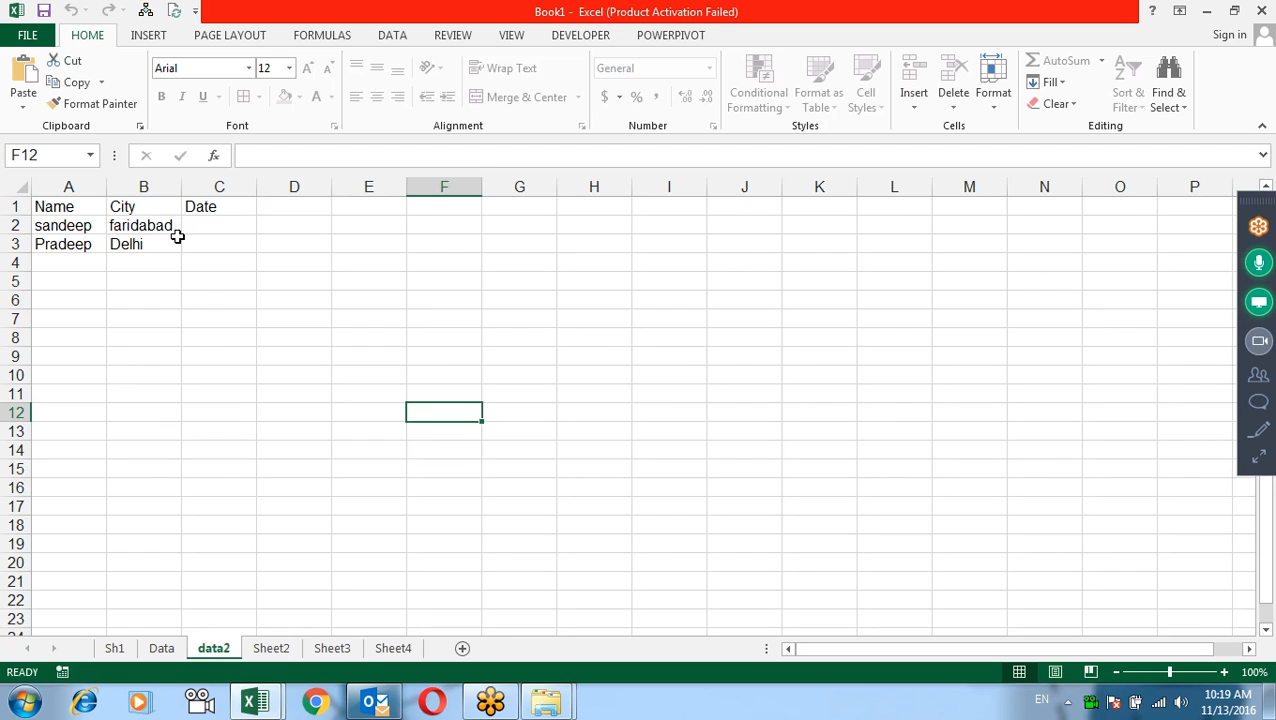 Book1 - Excel (Product Activation Failed)
FILE HOME INSERT PAGE LAYOUT FORMULAS DATA REVIEW VIEW DEVELOPER POWERPIVOT Sign in
Paste Cut Copy Format Painter Clipboard
Arial 12 B I U A Font
Wrap Text Merge & Center Alignment
General $ % , Number
Conditional Formatting Format as Table Cell Styles Styles
Insert Delete Format Cells
AutoSum Fill Clear Sort & Filter Find & Select Editing
F12 fx
A B C D E F G H I J K L M N O P
1 Name City Date
2 sandeep faridabad
3 Pradeep Delhi
4
5
6
7
8
9
10
11
12
13
14
15
16
17
18
19
20
21
22
23
Sh1 Data data2 Sheet2 Sheet3 Sheet4
READY 100%
EN 10:19 AM
11/13/2016